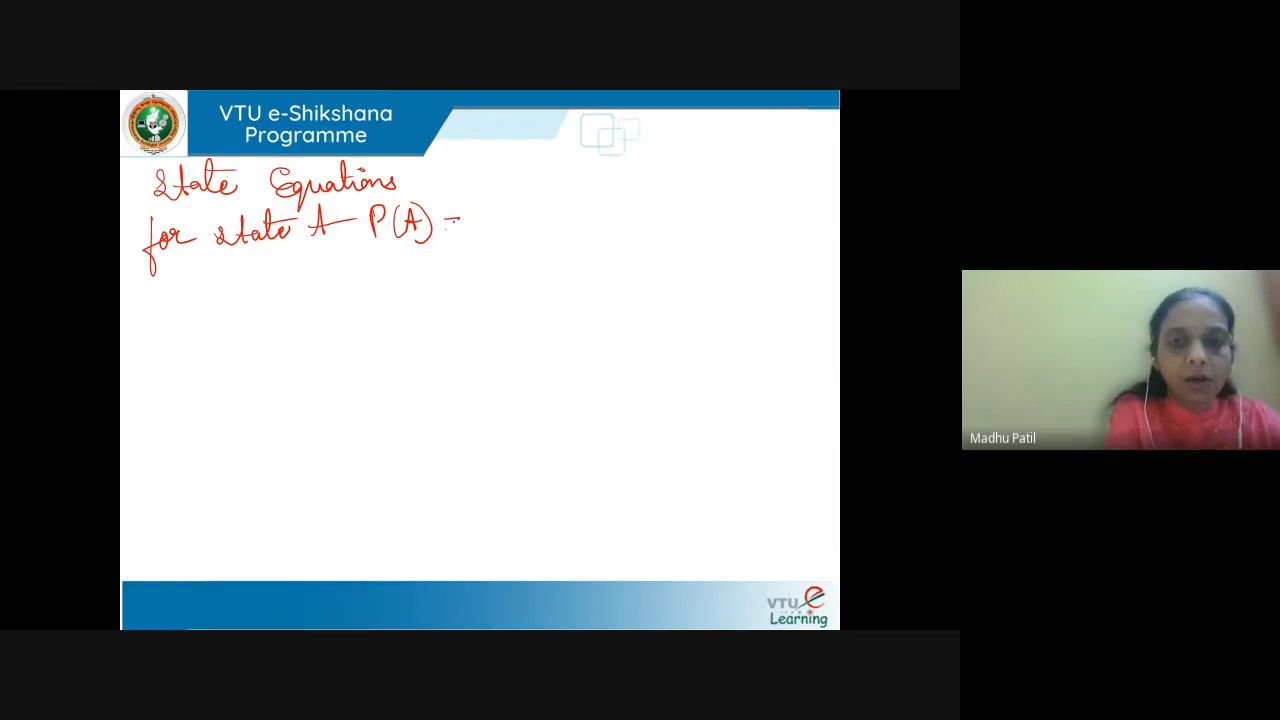 VTU e-Shikshana
Programme
State Equations
for state A P(A) =
Madhu Patil
VTU e
Learning